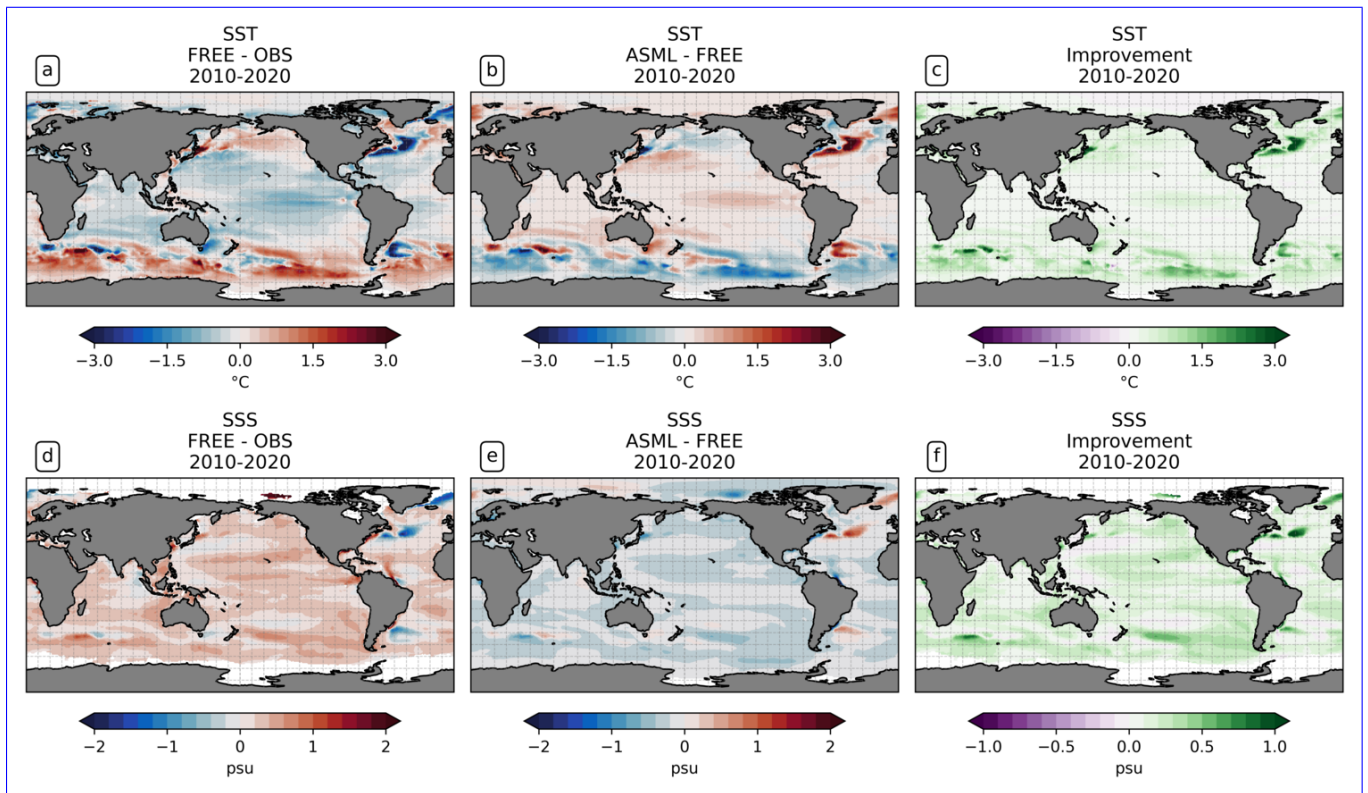 SST
FREE - OBS
2010-2020
a
SST
ASML - FREE
2010-2020
b
SST
Improvement
2010-2020
c
−3.0 −1.5 0.0 1.5 3.0
°C
−3.0 −1.5 0.0 1.5 3.0
°C
−3.0 −1.5 0.0 1.5 3.0
°C
SSS
FREE - OBS
2010-2020
d
SSS
ASML - FREE
2010-2020
e
SSS
Improvement
2010-2020
f
−2 −1 0 1 2
psu
−2 −1 0 1 2
psu
−1.0 −0.5 0.0 0.5 1.0
psu